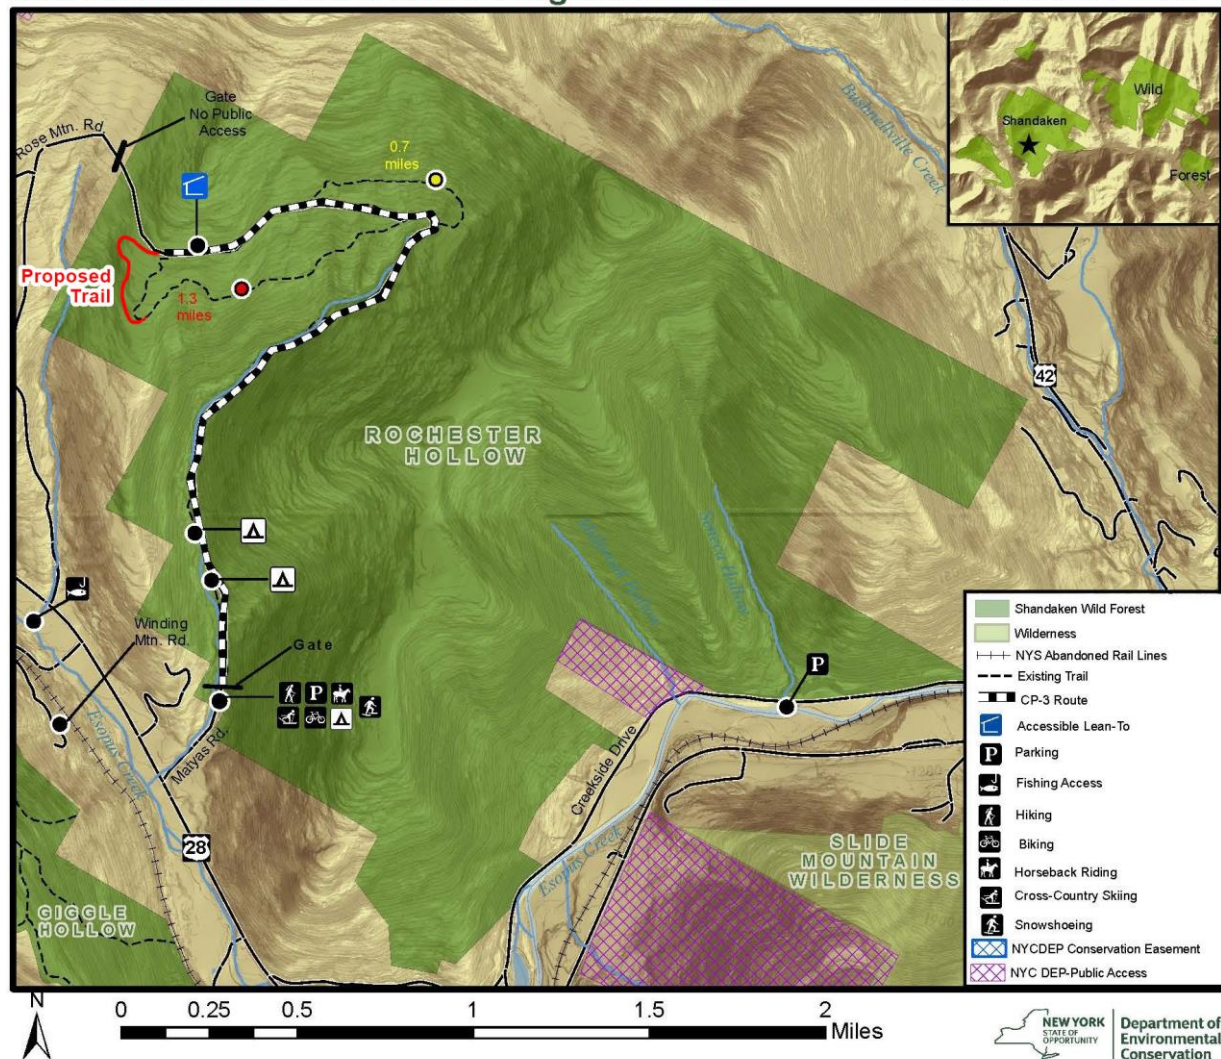 Gate
No Public
Access
Rose Mtn. Rd
0.7
miles
Bushnellville Creek
Wild
Shandaken
Forest
Proposed
Trail
1.3
miles
42
ROCHESTER
HOLLOW
Seneca Hollow
Winding
Mtn. Rd.
Gate
P
P
Esopus Creek
Matyas Rd.
28
Creekside Drive
Esopus Creek
SLIDE
MOUNTAIN
WILDERNESS
GIGGLE
HOLLOW
Shandaken Wild Forest
Wilderness
NYS Abandoned Rail Lines
Existing Trail
CP-3 Route
Accessible Lean-To
P Parking
Fishing Access
Hiking
Biking
Horseback Riding
Cross-Country Skiing
Snowshoeing
NYCDEP Conservation Easement
NYC DEP-Public Access
N
0 0.25 0.5 1 1.5 2
Miles
NEW YORK
STATE OF
OPPORTUNITY
Department of
Environmental
Conservation